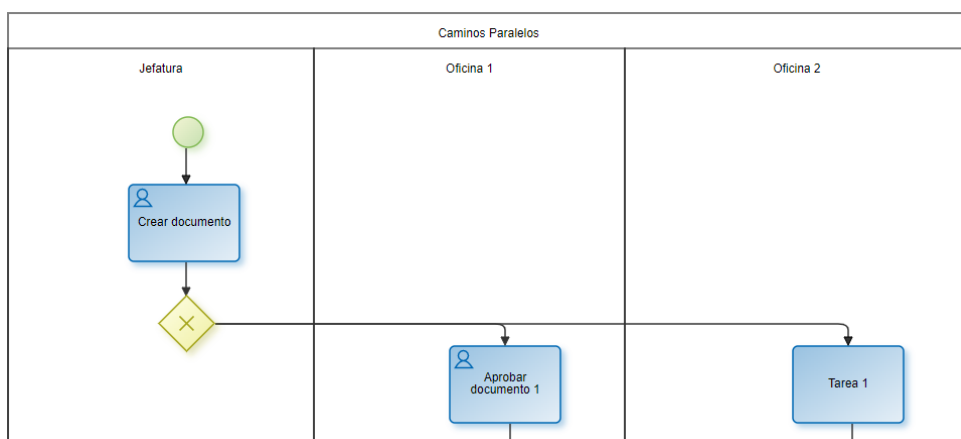 Caminos Paralelos
Jefatura
Oficina 1
Oficina 2
Crear documento
Aprobar
documento 1
Tarea 1